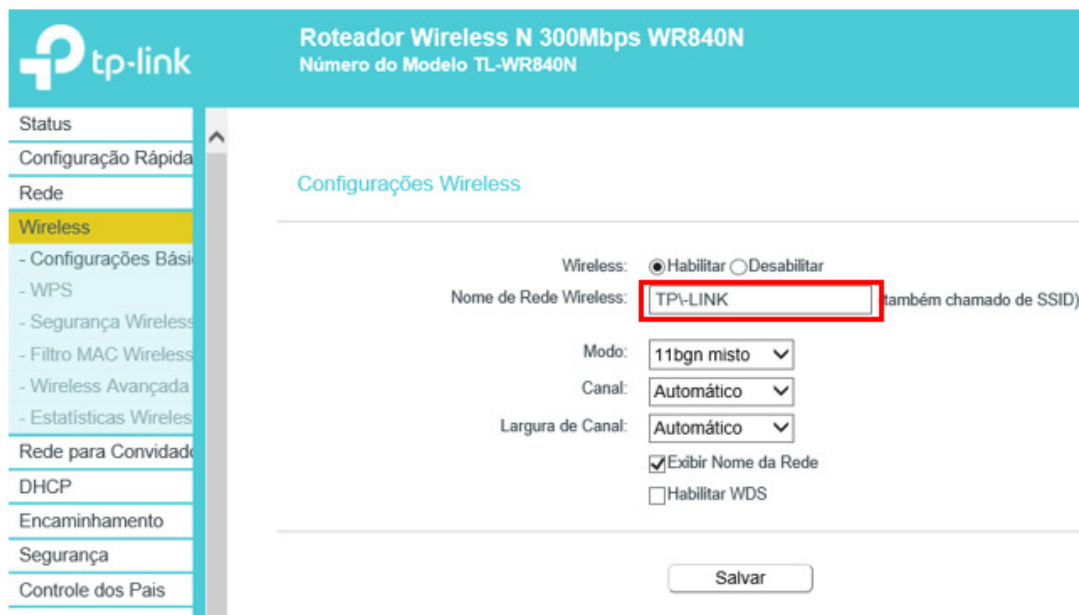 tp-link
Roteador Wireless N 300Mbps WR840N
Número do Modelo TL-WR840N
Status
Configuração Rápida
Rede
Wireless
- Configurações Bási
- WPS
- Segurança Wireless
- Filtro MAC Wireless
- Wireless Avançada
- Estatísticas Wireles
Rede para Convidado
DHCP
Encaminhamento
Segurança
Controle dos Pais
Configurações Wireless
Wireless: Habilitar Desabilitar
Nome de Rede Wireless: TP\-LINK também chamado de SSID)
Modo: 11bgn misto
Canal: Automático
Largura de Canal: Automático
Exibir Nome da Rede
Habilitar WDS
Salvar